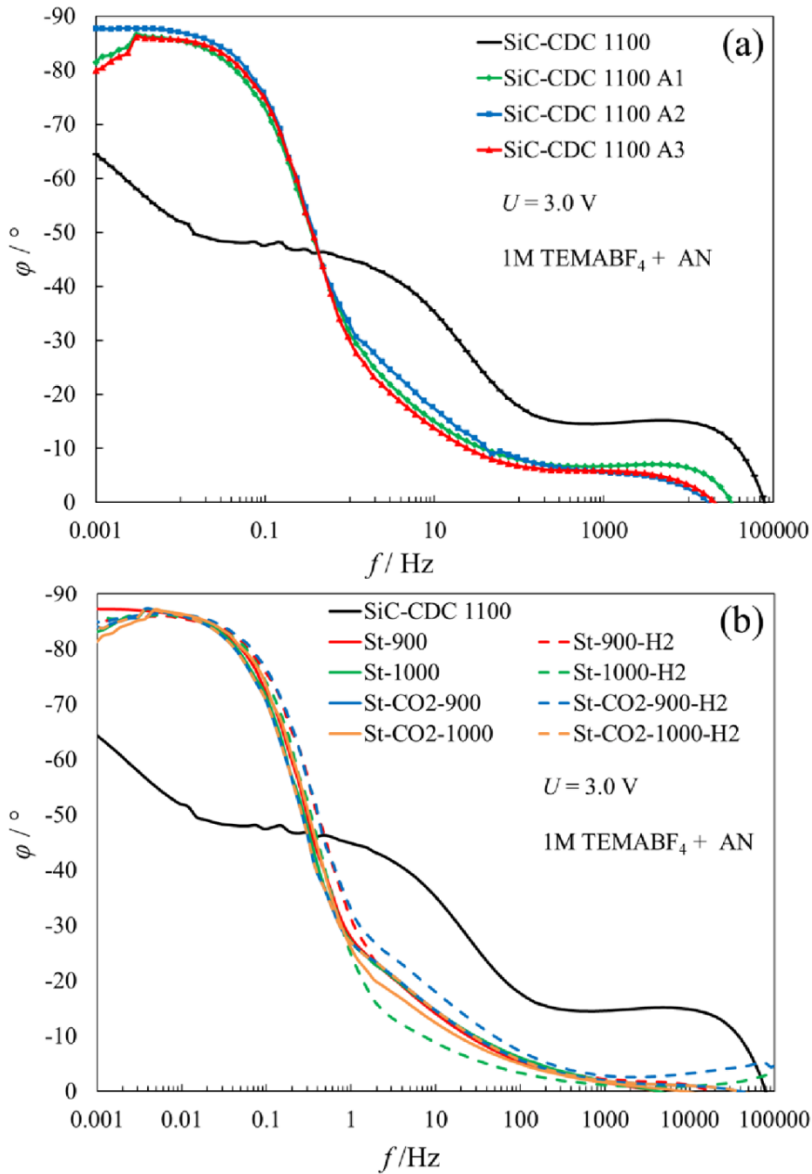 (a)
-90
-80
-70
-60
-50
-40
-30
-20
-10
0
φ / °
SiC-CDC 1100
SiC-CDC 1100 A1
SiC-CDC 1100 A2
SiC-CDC 1100 A3
U = 3.0 V
1M TEMABF₄ + AN
0.001 0.1 10 1000 100000
f / Hz
(b)
-90
-80
-70
-60
-50
-40
-30
-20
-10
0
φ / °
SiC-CDC 1100
St-900 St-900-H2
St-1000 St-1000-H2
St-CO2-900 St-CO2-900-H2
St-CO2-1000 St-CO2-1000-H2
U = 3.0 V
1M TEMABF₄ + AN
0.001 0.01 0.1 1 10 100 1000 10000 100000
f /Hz